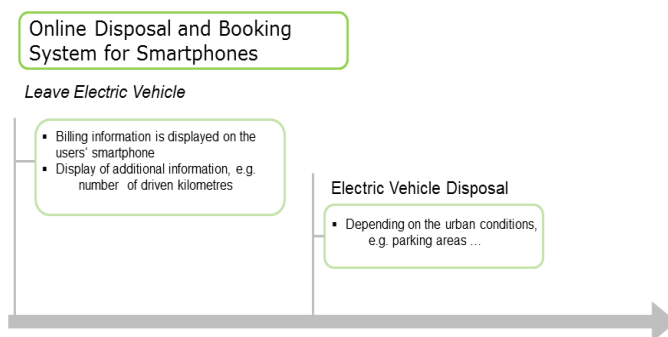 Online Disposal and Booking
System for Smartphones
Leave Electric Vehicle
▪ Billing information is displayed on the
users‘ smartphone
▪ Display of additional information, e.g.
number of driven kilometres
Electric Vehicle Disposal
▪ Depending on the urban conditions,
e.g. parking areas ...